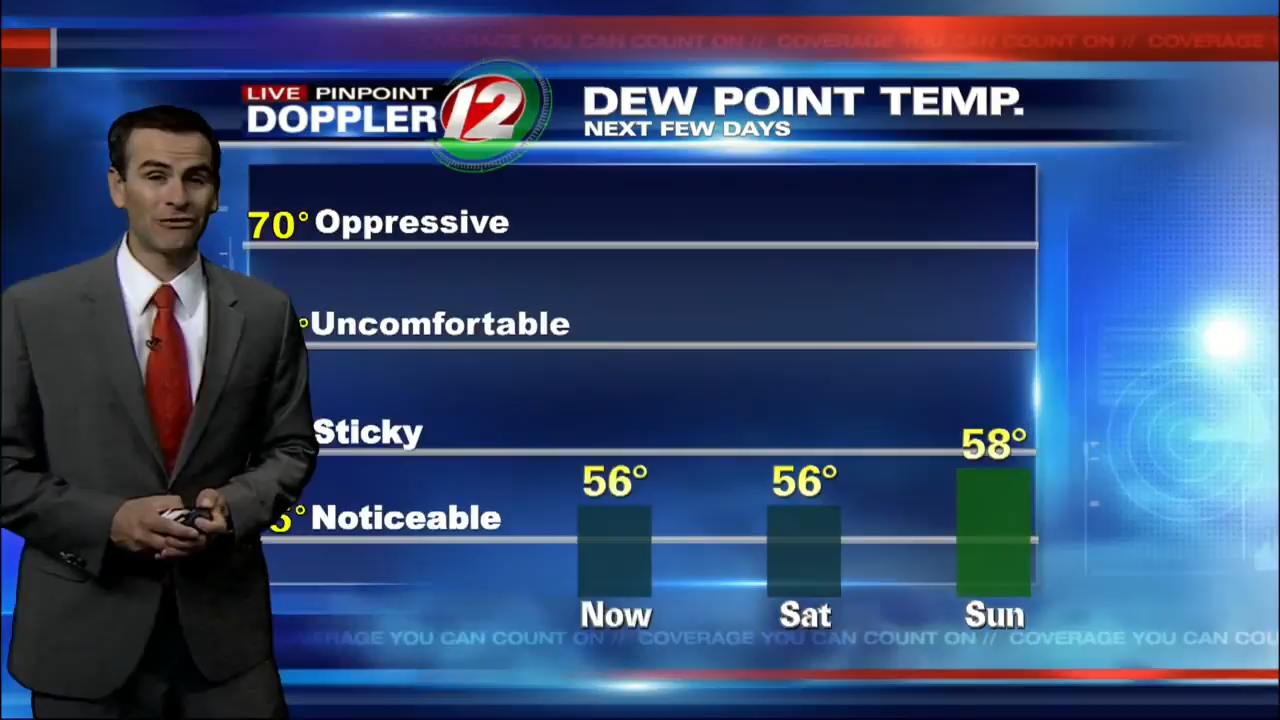 COVERAGE YOU CAN COUNT ON // COVERAGE YOU CAN COUNT ON // COVERAGE
LIVE PINPOINT
DOPPLER 12
DEW POINT TEMP.
NEXT FEW DAYS
70° Oppressive
° Uncomfortable
Sticky
58°
56° 56°
5° Noticeable
Now Sat Sun
ERAGE YOU CAN COUNT ON // COVERAGE YOU CAN COUNT ON // COVERAGE YOU CAN COU